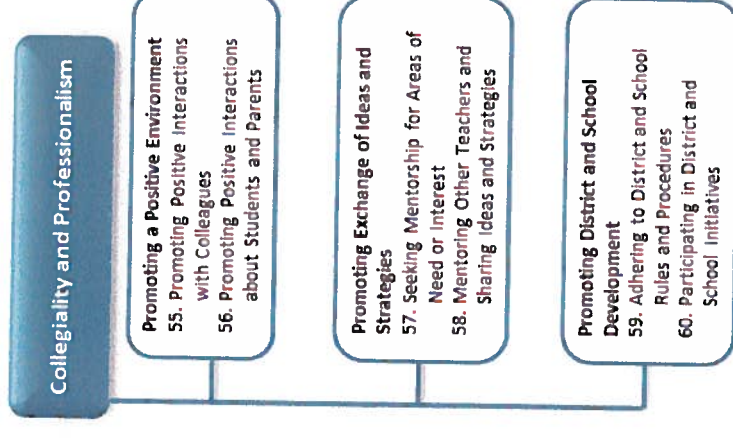 Collegiality and Professionalism
Promoting a Positive Environment
55. Promoting Positive Interactions
with Colleagues
56. Promoting Positive Interactions
about Students and Parents
Promoting Exchange of Ideas and
Strategies
57. Seeking Mentorship for Areas of
Need or Interest
58. Mentoring Other Teachers and
Sharing Ideas and Strategies
Promoting District and School
Development
59. Adhering to District and School
Rules and Procedures
60. Participating in District and
School Initiatives